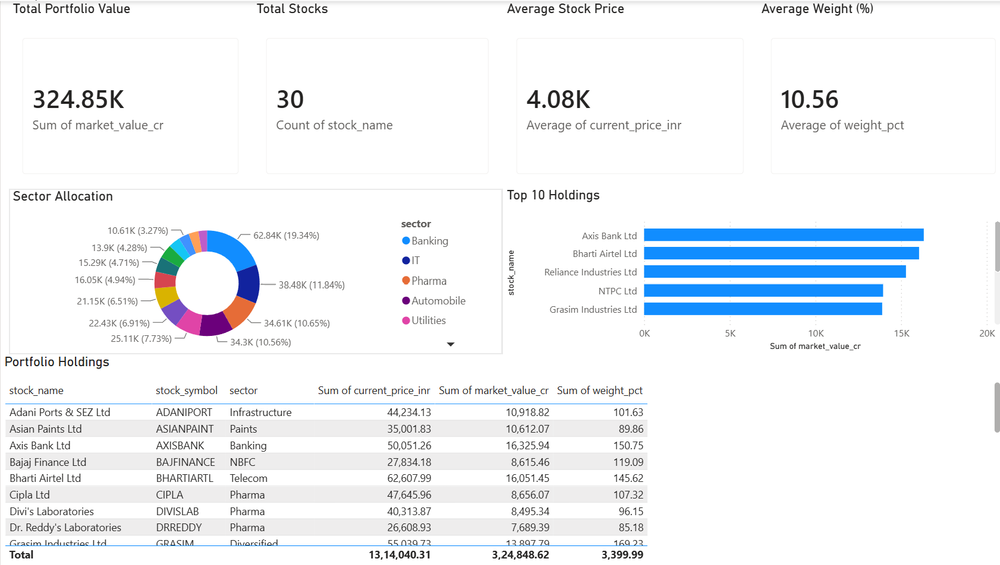 Total Portfolio Value
Total Stocks
Average Stock Price
Average Weight (%)
324.85K
Sum of market_value_cr
30
Count of stock_name
4.08K
Average of current_price_inr
10.56
Average of weight_pct
Sector Allocation
10.61K (3.27%)
13.9K (4.28%)
15.29K (4.71%)
16.05K (4.94%)
21.15K (6.51%)
22.43K (6.91%)
25.11K (7.73%)
62.84K (19.34%)
38.48K (11.84%)
34.61K (10.65%)
34.3K (10.56%)
sector
Banking
IT
Pharma
Automobile
Utilities
Top 10 Holdings
stock_name
Axis Bank Ltd
Bharti Airtel Ltd
Reliance Industries Ltd
NTPC Ltd
Grasim Industries Ltd
0K 5K 10K 15K 20K
Sum of market_value_cr
Portfolio Holdings
stock_name stock_symbol sector Sum of current_price_inr Sum of market_value_cr Sum of weight_pct
Adani Ports & SEZ Ltd ADANIPORT Infrastructure 44,234.13 10,918.82 101.63
Asian Paints Ltd ASIANPAINT Paints 35,001.83 10,612.07 89.86
Axis Bank Ltd AXISBANK Banking 50,051.26 16,325.94 150.75
Bajaj Finance Ltd BAJFINANCE NBFC 27,834.18 8,615.46 119.09
Bharti Airtel Ltd BHARTIARTL Telecom 62,607.99 16,051.45 145.62
Cipla Ltd CIPLA Pharma 47,645.96 8,656.07 107.32
Divi's Laboratories DIVISLAB Pharma 40,313.87 8,495.34 96.15
Dr. Reddy's Laboratories DRREDDY Pharma 26,608.93 7,689.39 85.18
Grasim Industries Ltd GRASIM Diversified 55,039.73 13,897.79 169.23
Total 13,14,040.31 3,24,848.62 3,399.99